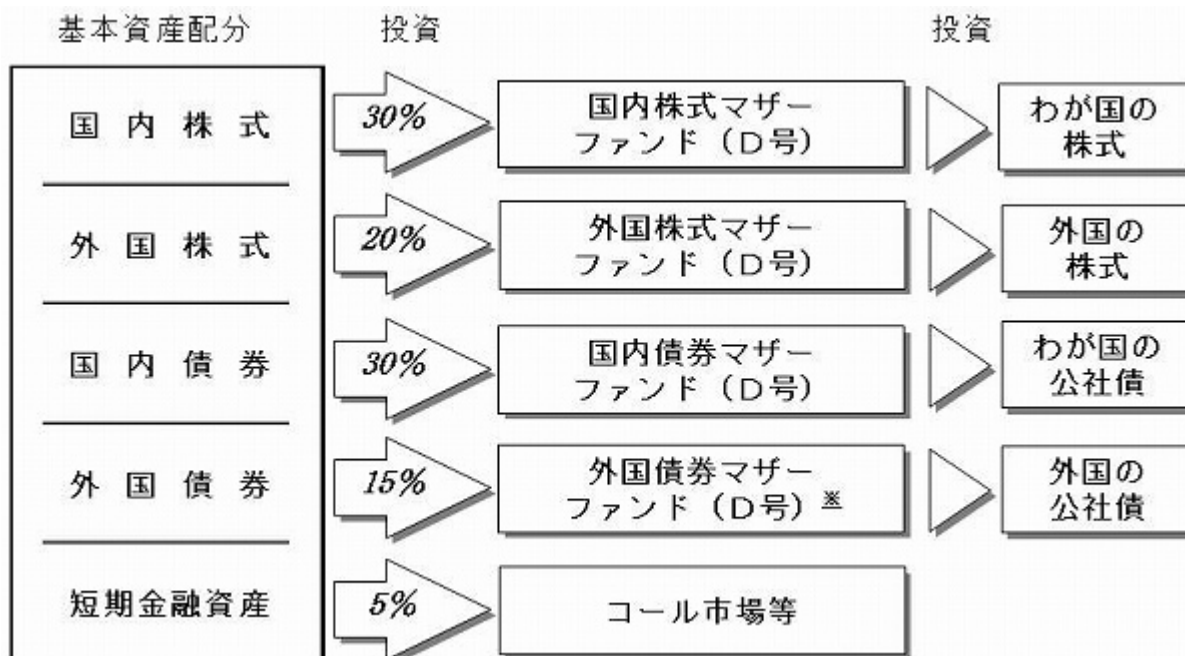 基本資産配分 投資 投資
国内株式
30%
国内株式マザー
ファンド（D号）
わが国の
株式
外国株式
20%
外国株式マザー
ファンド（D号）
外国の
株式
国内債券
30%
国内債券マザー
ファンド（D号）
わが国の
公社債
外国債券
15%
外国債券マザー
ファンド（D号）※
外国の
公社債
短期金融資産
5%
コール市場等